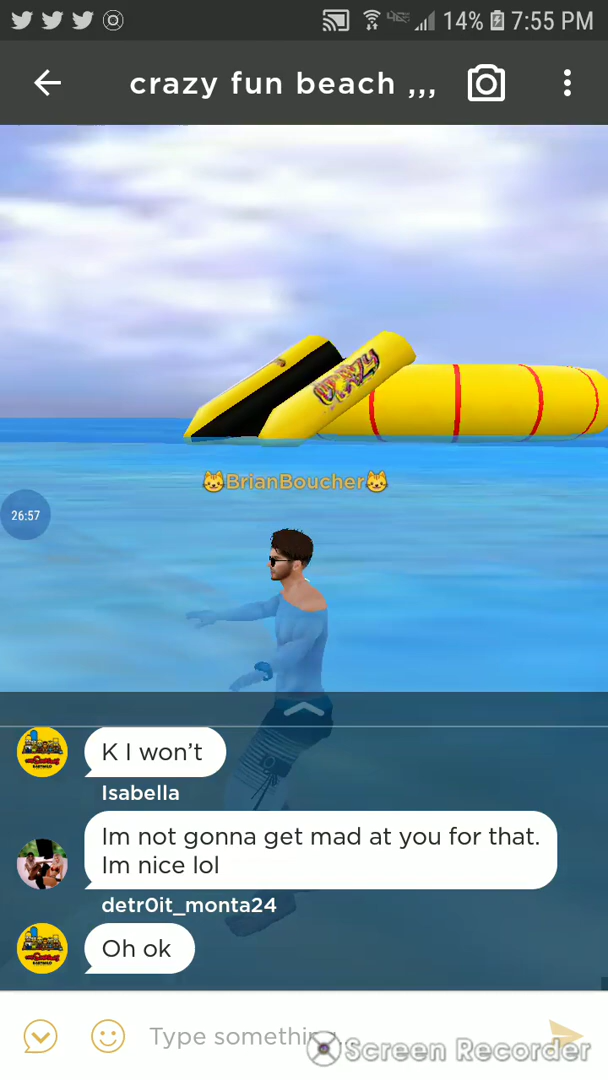 14% 7:55 PM
crazy fun beach ,,,
CRAZY
🐱BrianBoucher🐱
26:57
K I won't
Isabella
Im not gonna get mad at you for that.
Im nice lol
detr0it_monta24
Oh ok
Type somethin
Screen Recorder